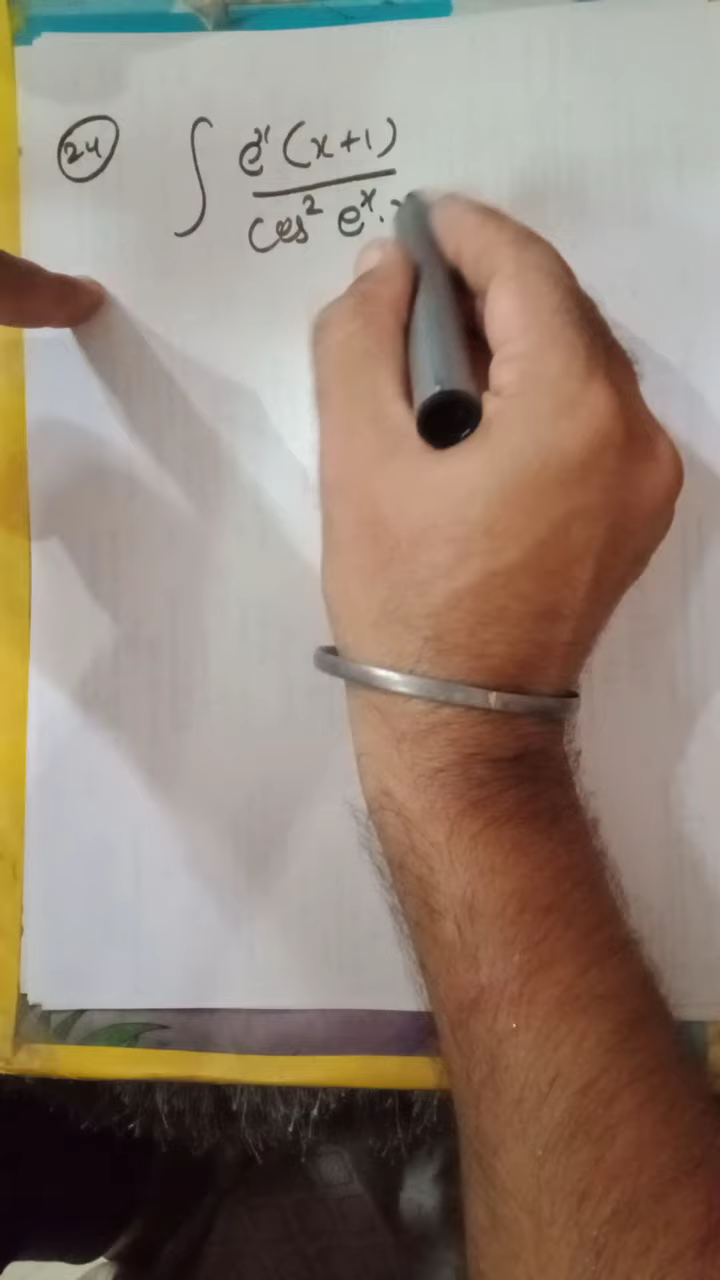 24 ∫ eˣ (x+1) / cos² eˣ.